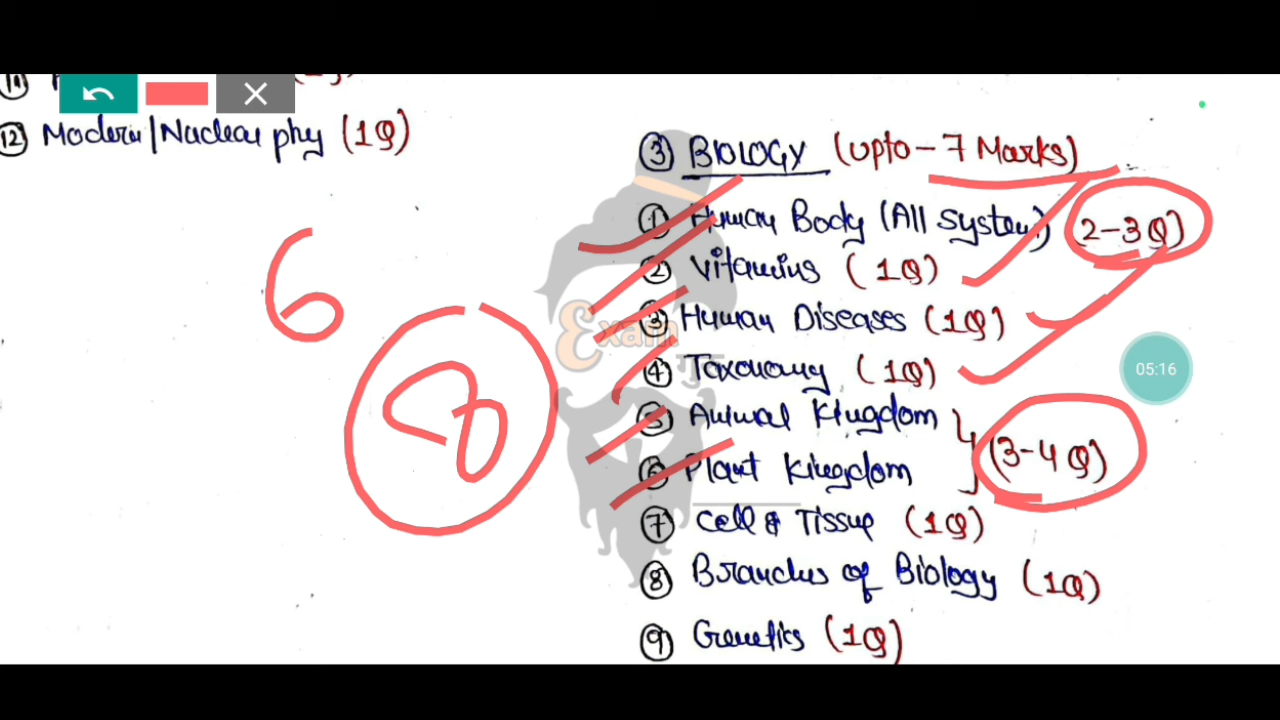 ⑫ Modern/Nuclear phy (1Q)
③ BIOLOGY (upto - 7 Marks)
① Human Body (All System) (2-3Q)
② Vitamins (1Q)
③ Human Diseases (1Q)
④ Taxonomy (1Q)
⑤ Animal Kingdom
(3-4Q)
⑥ Plant Kingdom
⑦ Cell & Tissue (1Q)
⑧ Branches of Biology (1Q)
⑨ Genetics (1Q)
6
8
Exam
05:16